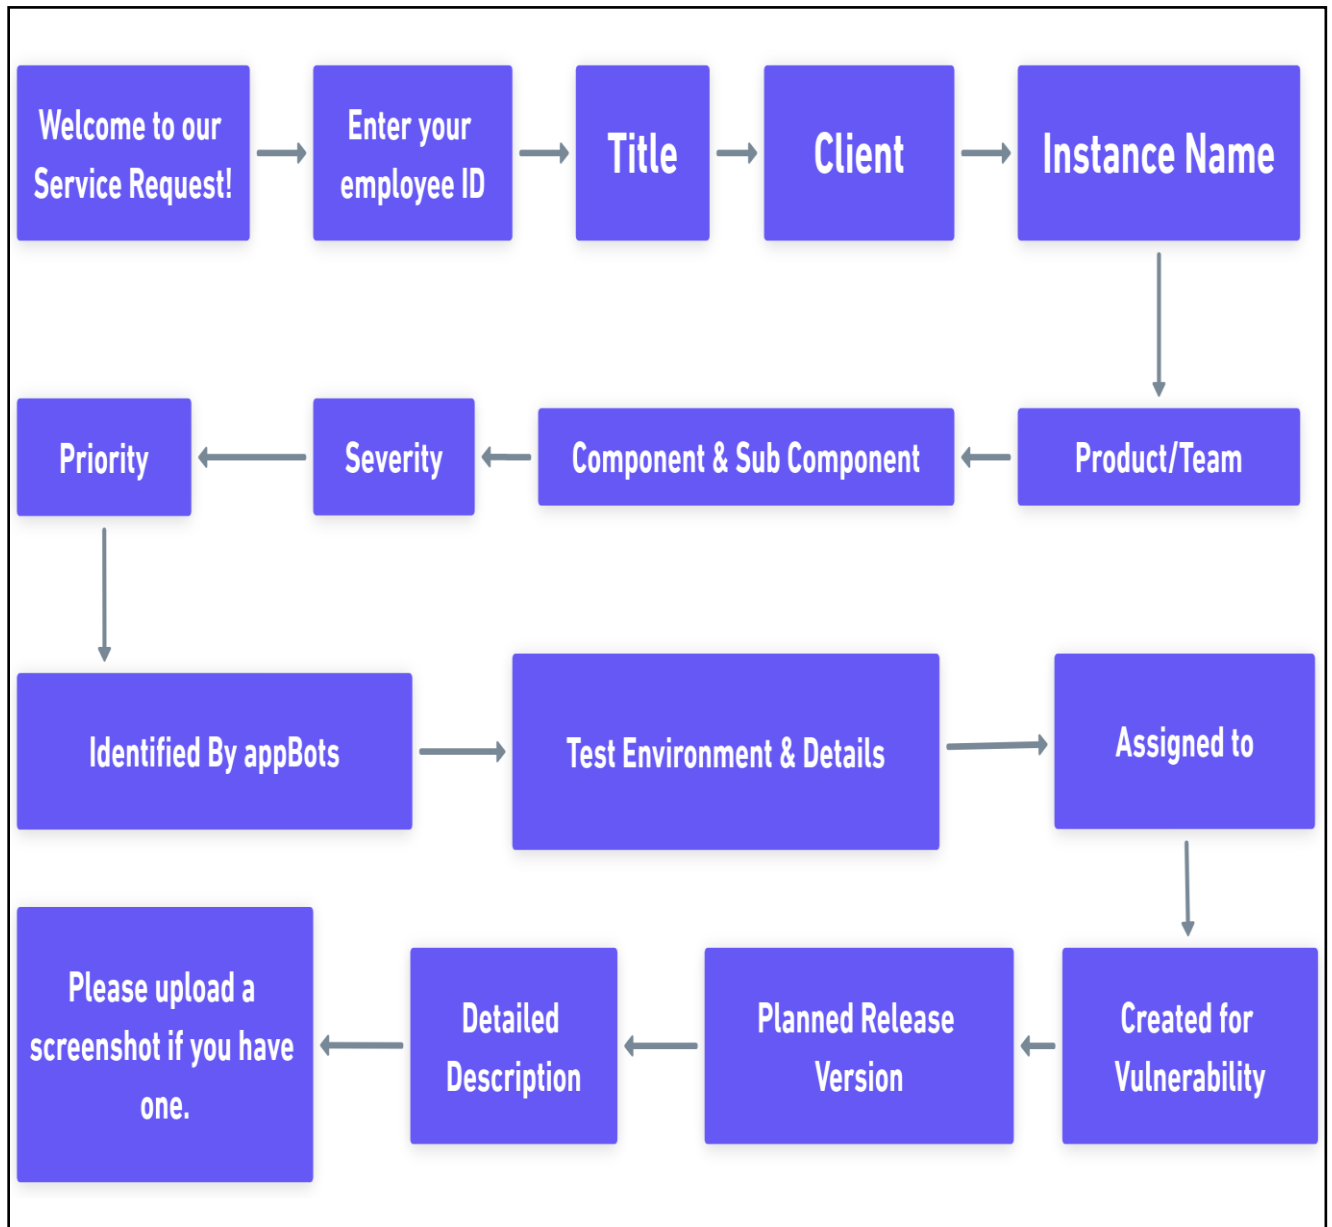 Welcome to our
Service Request!
Enter your
employee ID
Title
Client
Instance Name
Product/Team
Component & Sub Component
Severity
Priority
Identified By appBots
Test Environment & Details
Assigned to
Created for
Vulnerability
Planned Release
Version
Detailed
Description
Please upload a
screenshot if you have
one.